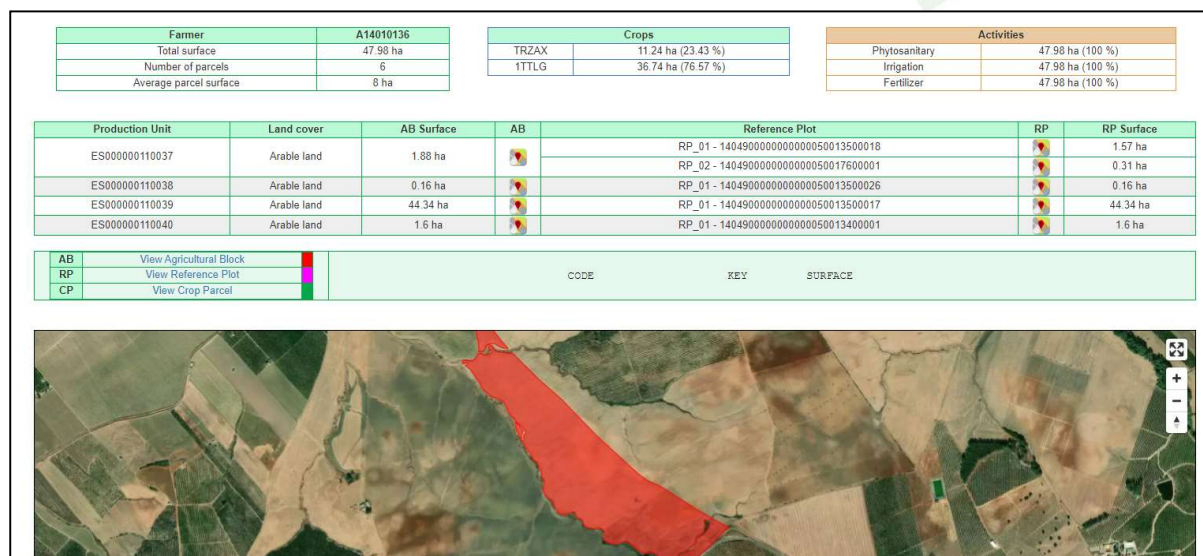 Farmer A14010136
Total surface 47.98 ha
Number of parcels 6
Average parcel surface 8 ha
Crops
TRZAX 11.24 ha (23.43 %)
1TTLG 36.74 ha (76.57 %)
Activities
Phytosanitary 47.98 ha (100 %)
Irrigation 47.98 ha (100 %)
Fertilizer 47.98 ha (100 %)
Production Unit Land cover AB Surface AB Reference Plot RP RP Surface
ES000000110037 Arable land 1.88 ha RP_01 - 1404900000000000050013500018 1.57 ha
RP_02 - 1404900000000000050017600001 0.31 ha
ES000000110038 Arable land 0.16 ha RP_01 - 1404900000000000050013500026 0.16 ha
ES000000110039 Arable land 44.34 ha RP_01 - 1404900000000000050013500017 44.34 ha
ES000000110040 Arable land 1.6 ha RP_01 - 1404900000000000050013400001 1.6 ha
AB View Agricultural Block
RP View Reference Plot
CP View Crop Parcel
CODE KEY SURFACE